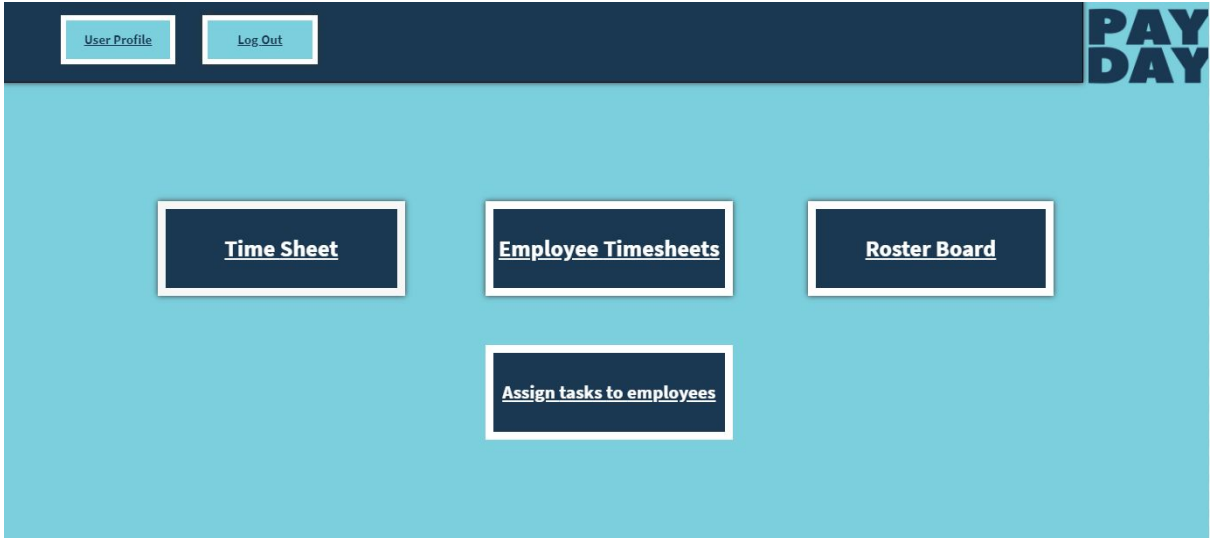 User Profile
Log Out
PAY
DAY
Time Sheet
Employee Timesheets
Roster Board
Assign tasks to employees